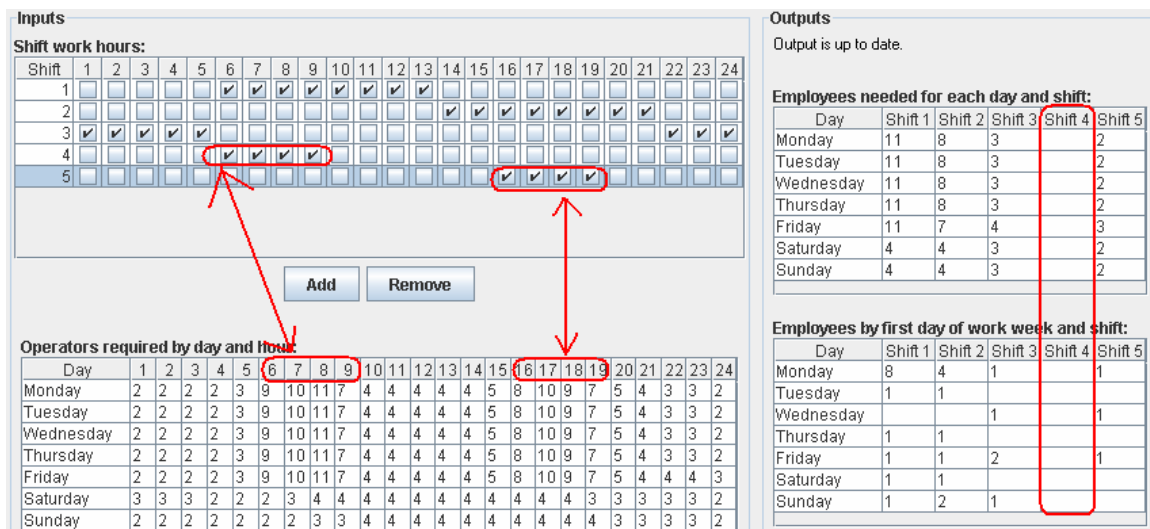 Inputs
Shift work hours:
Shift 1 2 3 4 5 6 7 8 9 10 11 12 13 14 15 16 17 18 19 20 21 22 23 24
1
2
3
4
5
Add Remove
Operators required by day and hour:
Day 1 2 3 4 5 6 7 8 9 10 11 12 13 14 15 16 17 18 19 20 21 22 23 24
Monday 2 2 2 2 3 9 10 11 7 4 4 4 4 4 5 8 10 9 7 5 4 3 3 2
Tuesday 2 2 2 2 3 9 10 11 7 4 4 4 4 4 5 8 10 9 7 5 4 3 3 2
Wednesday 2 2 2 2 3 9 10 11 7 4 4 4 4 4 5 8 10 9 7 5 4 3 3 2
Thursday 2 2 2 2 3 9 10 11 7 4 4 4 4 4 5 8 10 9 7 5 4 3 3 2
Friday 2 2 2 2 3 9 10 11 7 4 4 4 4 4 5 8 10 9 7 5 4 4 4 3
Saturday 3 3 3 2 2 2 3 4 4 4 4 4 4 4 4 4 4 4 3 3 3 3 3 2
Sunday 2 2 2 2 2 2 2 3 3 4 4 4 4 4 4 4 4 4 4 3 3 3 3 2
Outputs
Output is up to date.
Employees needed for each day and shift:
Day Shift 1 Shift 2 Shift 3 Shift 4 Shift 5
Monday 11 8 3 2
Tuesday 11 8 3 2
Wednesday 11 8 3 2
Thursday 11 8 3 2
Friday 11 7 4 3
Saturday 4 4 3 2
Sunday 4 4 3 2
Employees by first day of work week and shift:
Day Shift 1 Shift 2 Shift 3 Shift 4 Shift 5
Monday 8 4 1 1
Tuesday 1 1
Wednesday 1 1
Thursday 1 1
Friday 1 1 2 1
Saturday 1 1
Sunday 1 2 1